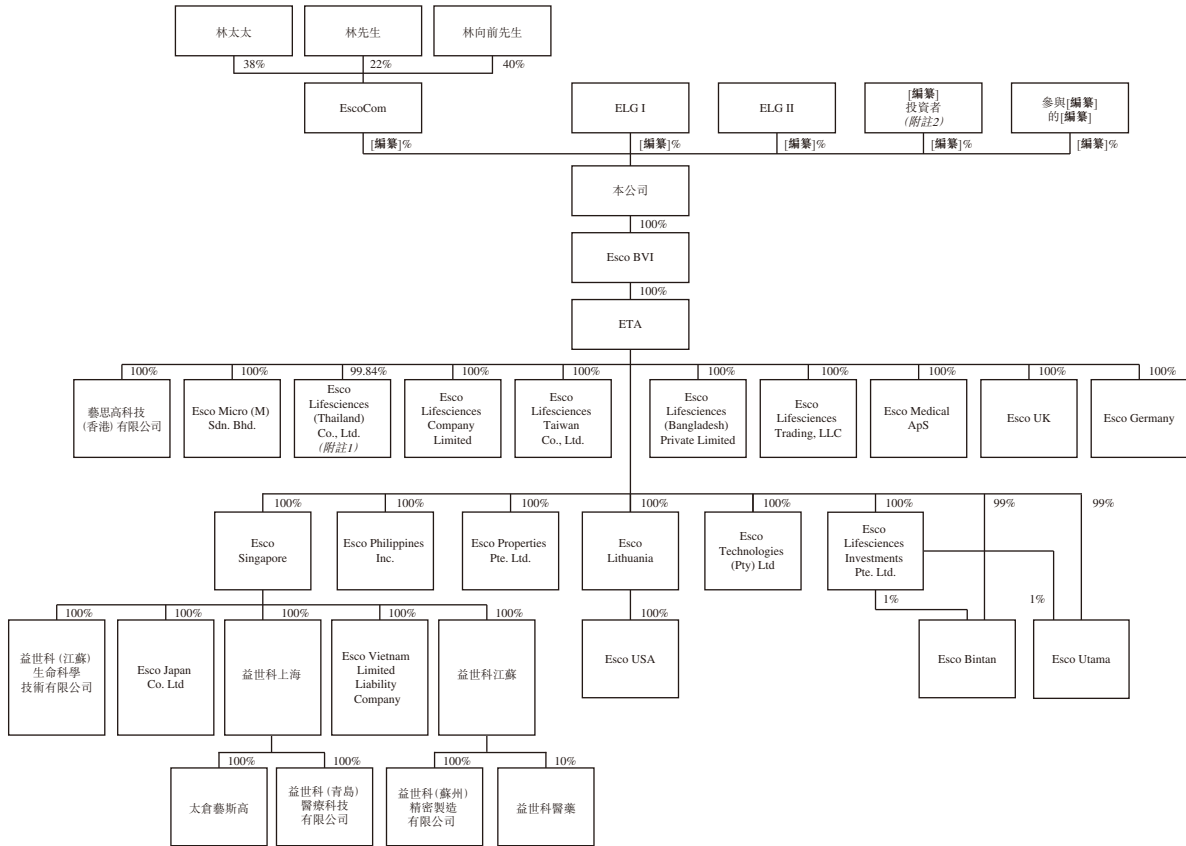 林太太
林先生
林向前先生
38%
22%
40%
EscoCom
ELG I
ELG II
[編纂]
投資者
(附註2)
參與[編纂]
的[編纂]
[編纂]%
[編纂]%
[編纂]%
[編纂]%
[編纂]%
本公司
100%
Esco BVI
100%
ETA
100%
100%
99.84%
100%
100%
100%
100%
100%
100%
100%
藝思高科技
(香港) 有限公司
Esco Micro (M)
Sdn. Bhd.
Esco
Lifesciences
(Thailand)
Co., Ltd.
(附註1)
Esco
Lifesciences
Company
Limited
Esco
Lifesciences
Taiwan
Co., Ltd.
Esco
Lifesciences
(Bangladesh)
Private Limited
Esco
Lifesciences
Trading, LLC
Esco Medical
ApS
Esco UK
Esco Germany
100%
100%
100%
100%
100%
100%
99%
99%
Esco
Singapore
Esco Philippines
Inc.
Esco Properties
Pte. Ltd.
Esco
Lithuania
Esco
Technologies
(Pty) Ltd
Esco
Lifesciences
Investments
Pte. Ltd.
100%
100%
100%
100%
100%
100%
1%
1%
益世科 (江蘇)
生命科學
技術有限公司
Esco Japan
Co. Ltd
益世科上海
Esco Vietnam
Limited
Liability
Company
益世科江蘇
Esco USA
Esco Bintan
Esco Utama
100%
100%
100%
10%
太倉藝斯高
益世科 (青島)
醫療科技
有限公司
益世科 (蘇州)
精密製造
有限公司
益世科醫藥